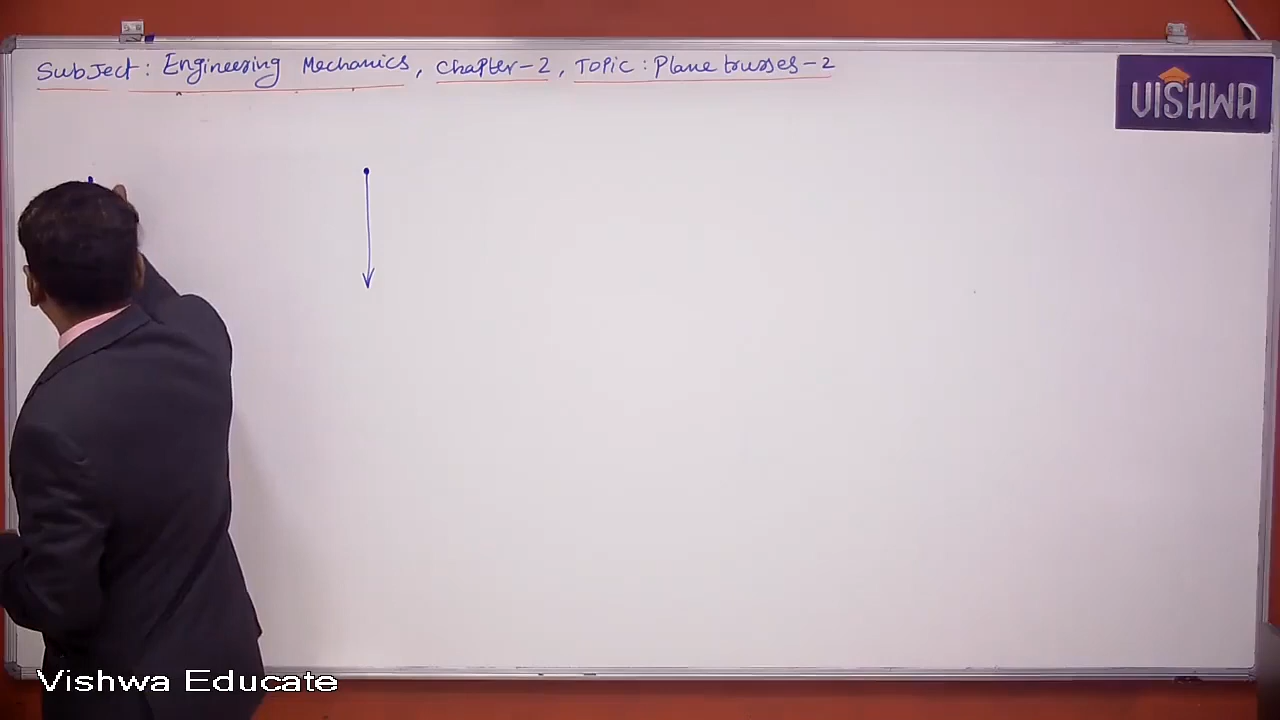 Subject: Engineering Mechanics, Chapter-2, Topic: Plane trusses-2
VISHWA
Vishwa Educate